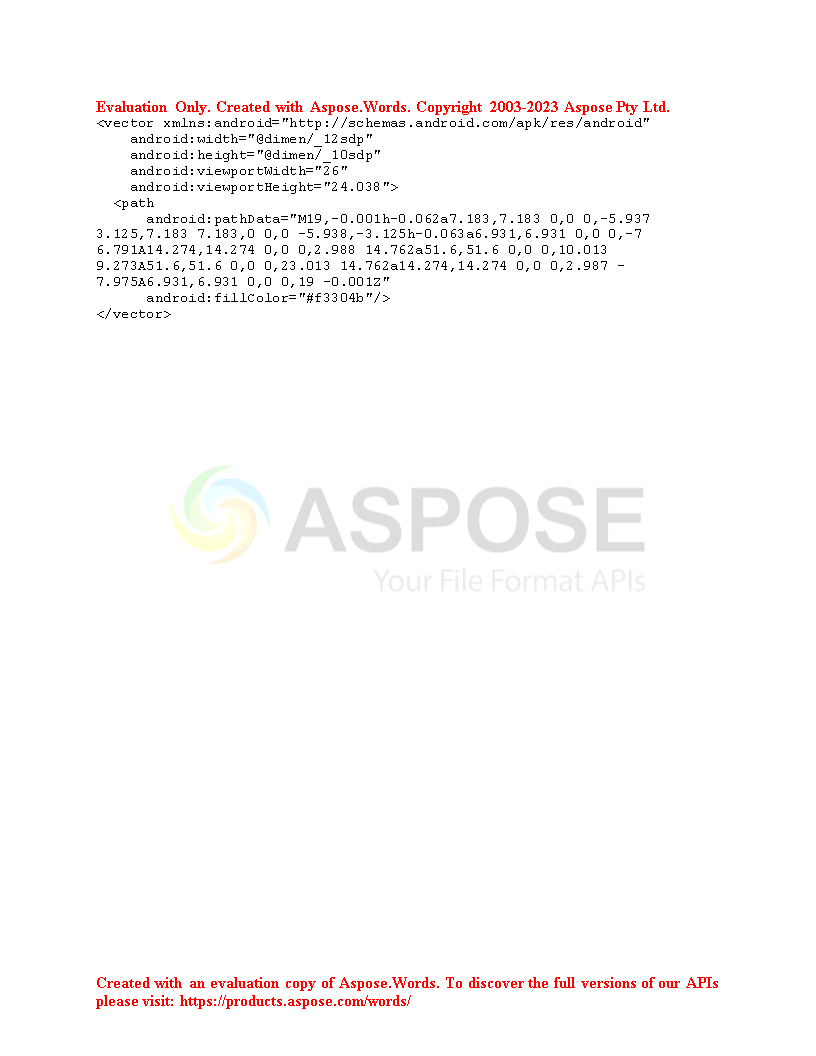 Evaluation Only. Created with Aspose.Words. Copyright 2003-2023 Aspose Pty Ltd.
<vector xmlns:android="http://schemas.android.com/apk/res/android"
    android:width="@dimen/_12sdp"
    android:height="@dimen/_10sdp"
    android:viewportWidth="26"
    android:viewportHeight="24.038">
  <path
      android:pathData="M19,-0.001h-0.062a7.183,7.183 0,0 0,-5.937
3.125,7.183 7.183,0 0,0 -5.938,-3.125h-0.063a6.931,6.931 0,0 0,-7
6.791A14.274,14.274 0,0 0,2.988 14.762a51.6,51.6 0,0 0,10.013
9.273A51.6,51.6 0,0 0,23.013 14.762a14.274,14.274 0,0 0,2.987 -
7.975A6.931,6.931 0,0 0,19 -0.001Z"
      android:fillColor="#f3304b"/>
</vector>
ASPOSE
Your File Format APIs
Created with an evaluation copy of Aspose.Words. To discover the full versions of our APIs
please visit: https://products.aspose.com/words/